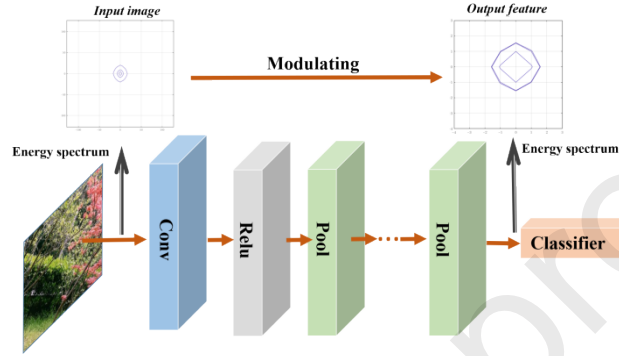 Input image
Output feature
Modulating
Energy spectrum
Energy spectrum
Conv
Relu
Pool
Pool
Classifier